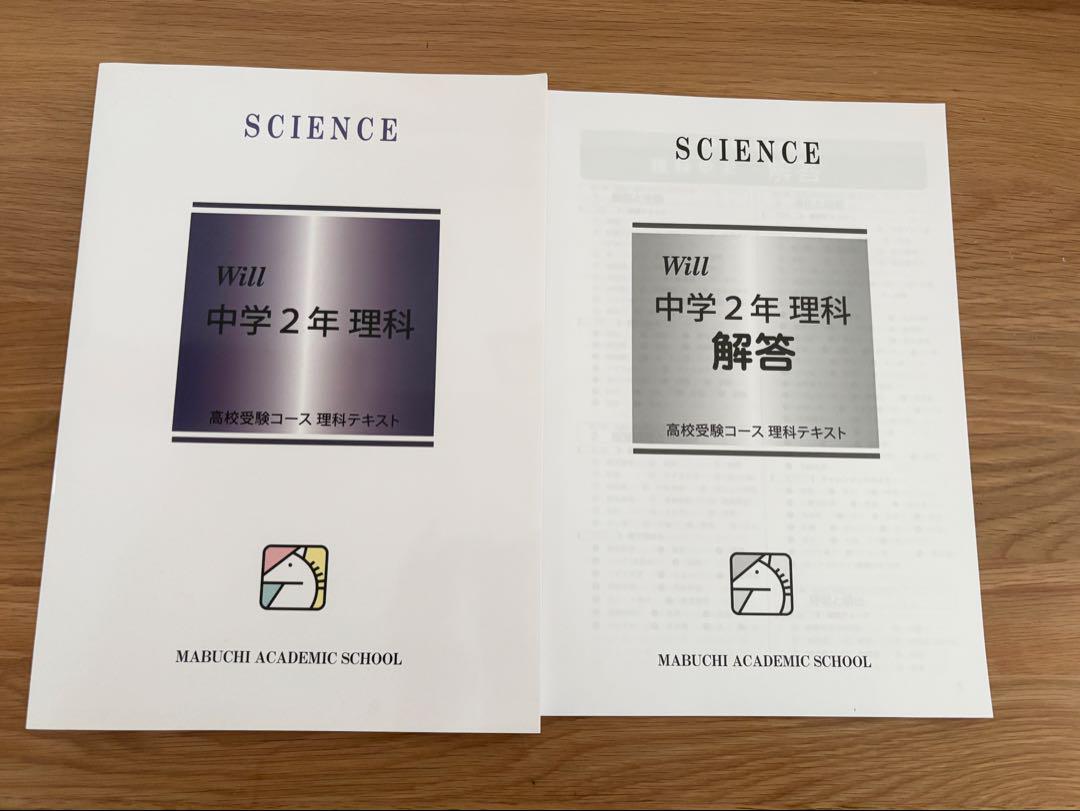 SCIENCE
Will
中学2年 理科
高校受験コース 理科テキスト
MABUCHI ACADEMIC SCHOOL
SCIENCE
Will
中学2年 理科
解答
高校受験コース 理科テキスト
MABUCHI ACADEMIC SCHOOL